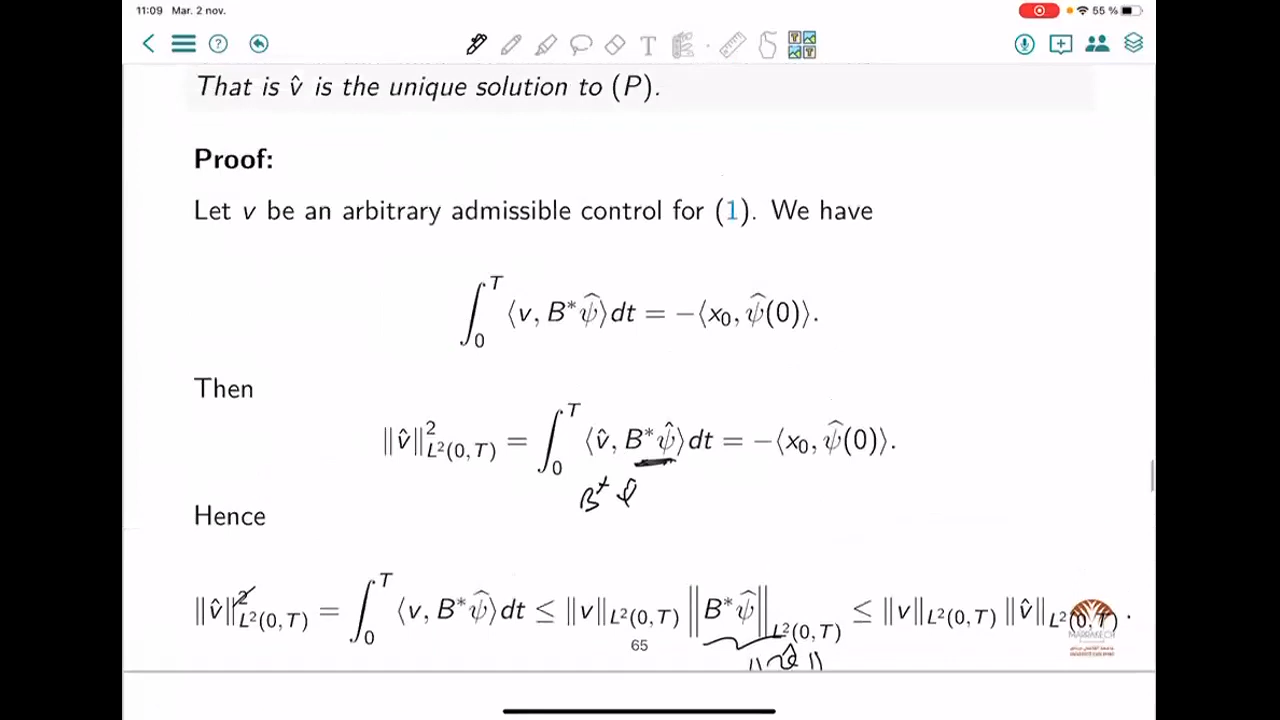 11:09 Mar. 2 nov. 55 %
That is v̂ is the unique solution to (P).
Proof:
Let v be an arbitrary admissible control for (1). We have
∫₀ᵀ ⟨v, B*ψ̂⟩dt = −⟨x₀, ψ̂(0)⟩.
Then
‖v̂‖²_{L²(0,T)} = ∫₀ᵀ ⟨v̂, B*ψ̂⟩dt = −⟨x₀, ψ̂(0)⟩.
Hence
‖v̂‖²_{L²(0,T)} = ∫₀ᵀ ⟨v, B*ψ̂⟩dt ≤ ‖v‖_{L²(0,T)} ‖B*ψ̂‖_{L²(0,T)} ≤ ‖v‖_{L²(0,T)} ‖v̂‖_{L²(0,T)}.
65